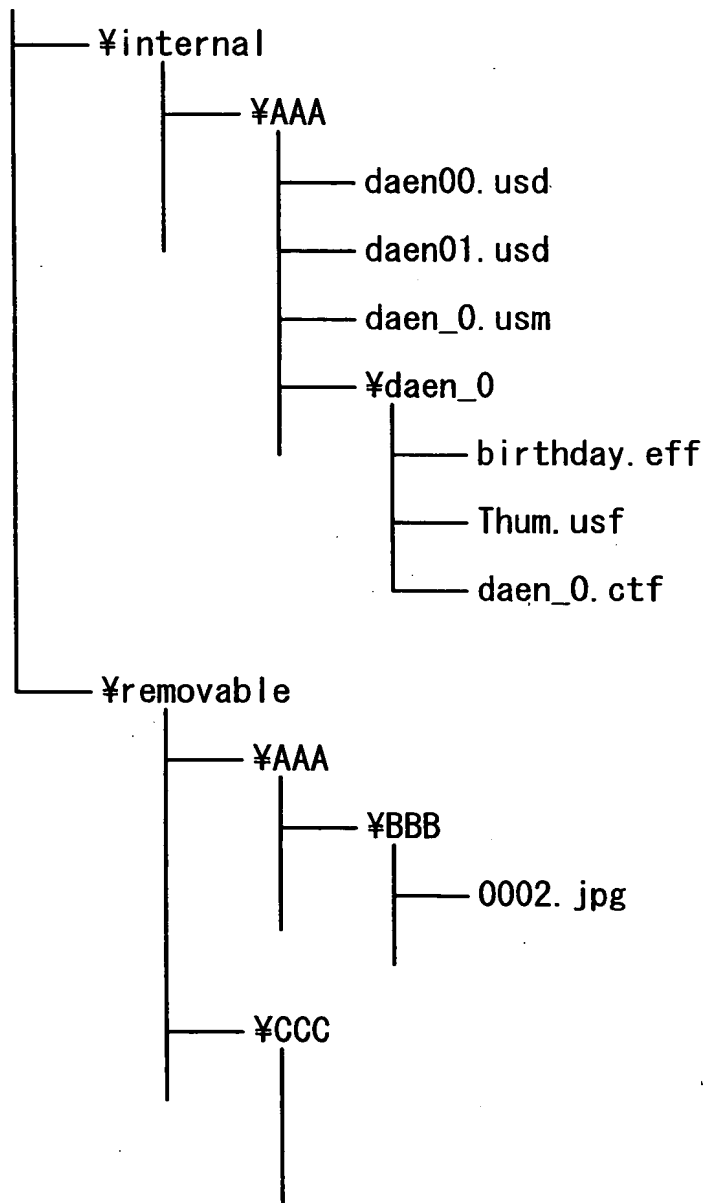 ¥internal
¥AAA
daen00.usd
daen01.usd
daen_0.usm
¥daen_0
birthday.eff
Thum.usf
daen_0.ctf
¥removable
¥AAA
¥BBB
0002.jpg
¥CCC